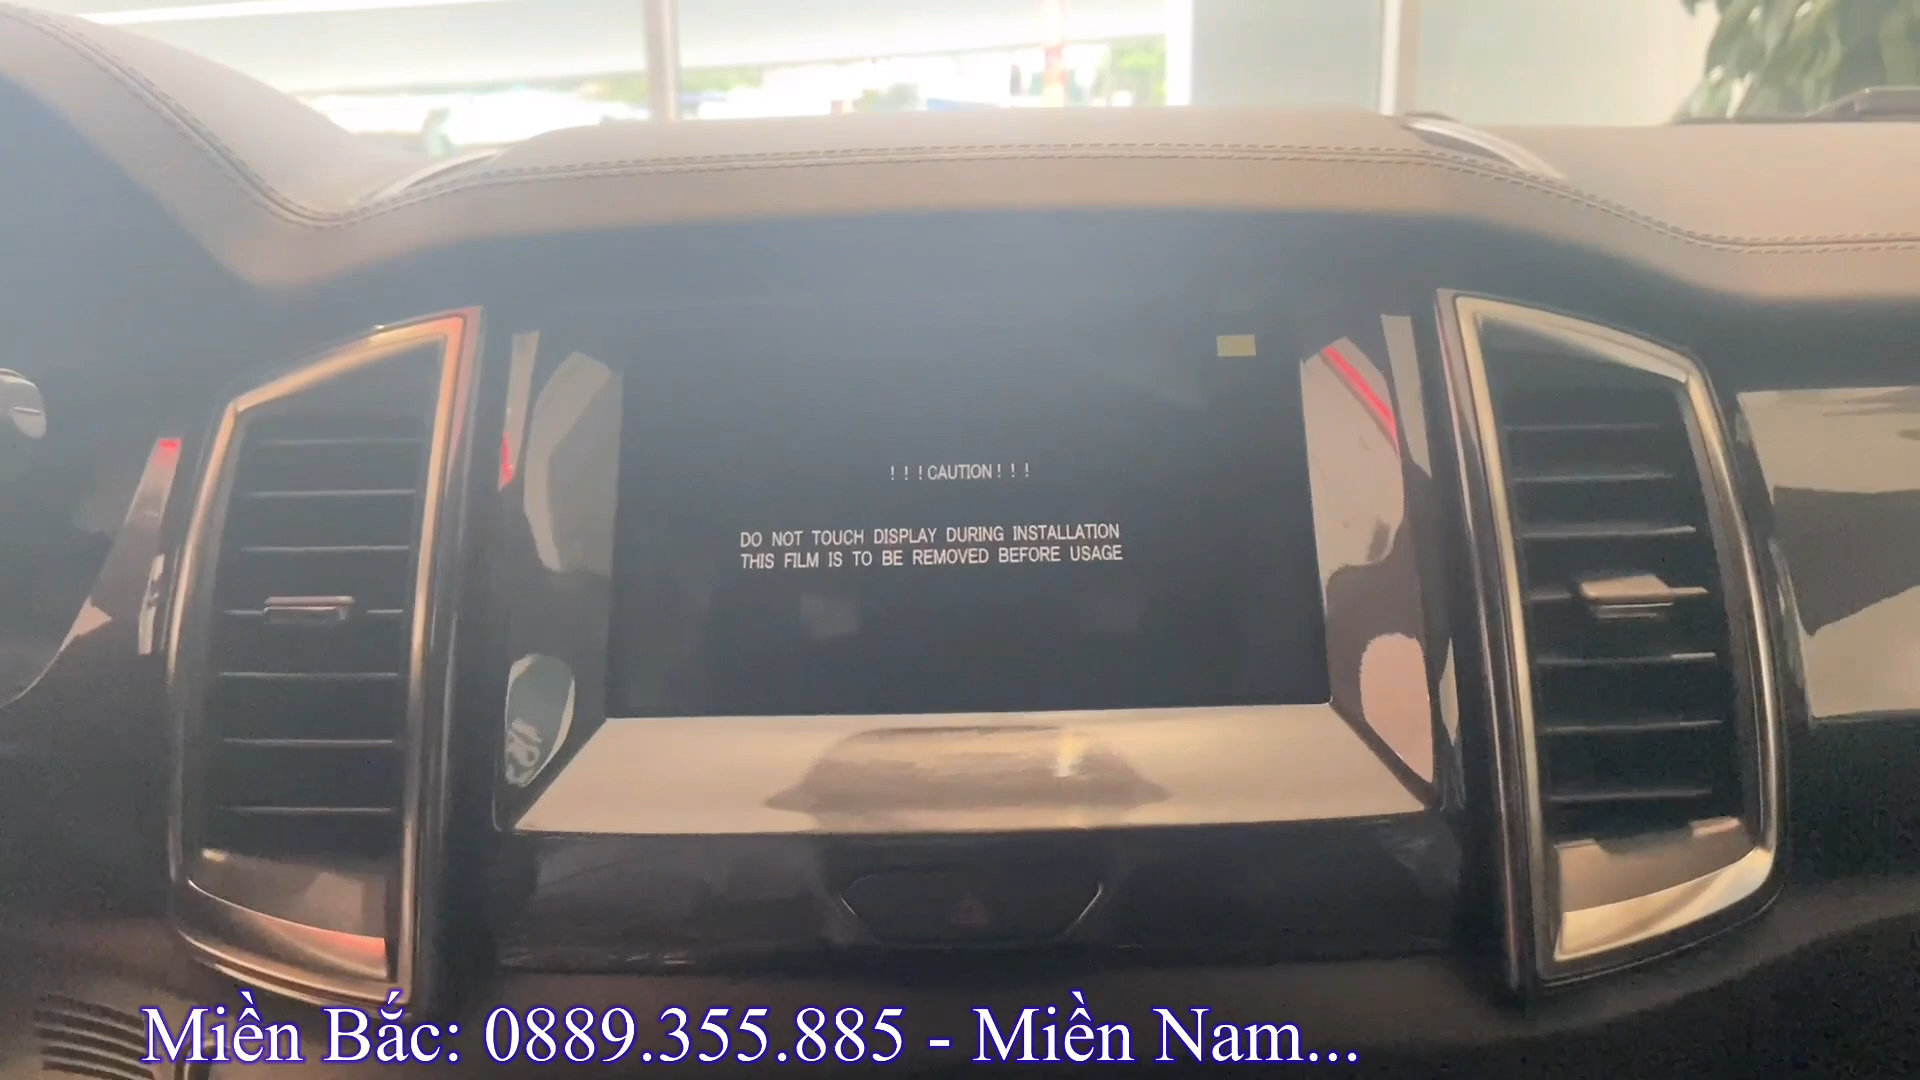 !!!CAUTION!!!
DO NOT TOUCH DISPLAY DURING INSTALLATION
THIS FILM IS TO BE REMOVED BEFORE USAGE
Miền Bắc: 0889.355.885 - Miền Nam...